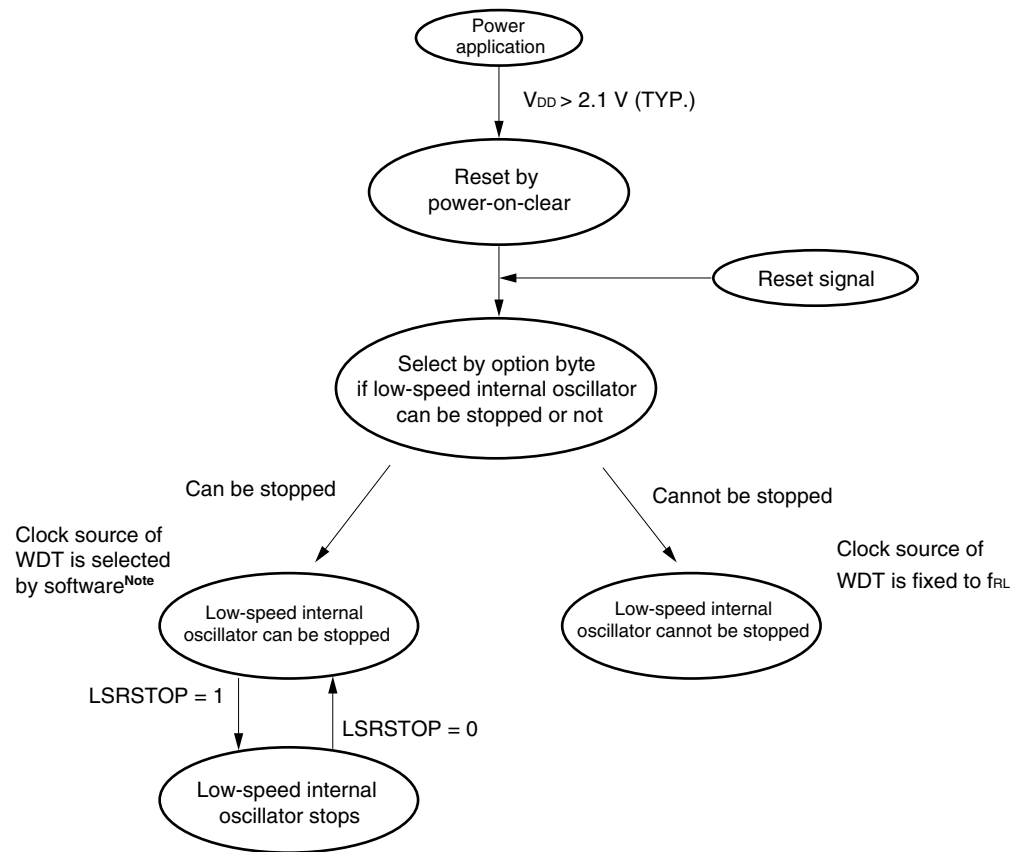 Power
application
VDD > 2.1 V (TYP.)
Reset by
power-on-clear
Reset signal
Select by option byte
if low-speed internal oscillator
can be stopped or not
Can be stopped
Cannot be stopped
Clock source of
WDT is selected
by softwareNote
Clock source of
WDT is fixed to fRL
Low-speed internal
oscillator can be stopped
Low-speed internal
oscillator cannot be stopped
LSRSTOP = 1
LSRSTOP = 0
Low-speed internal
oscillator stops